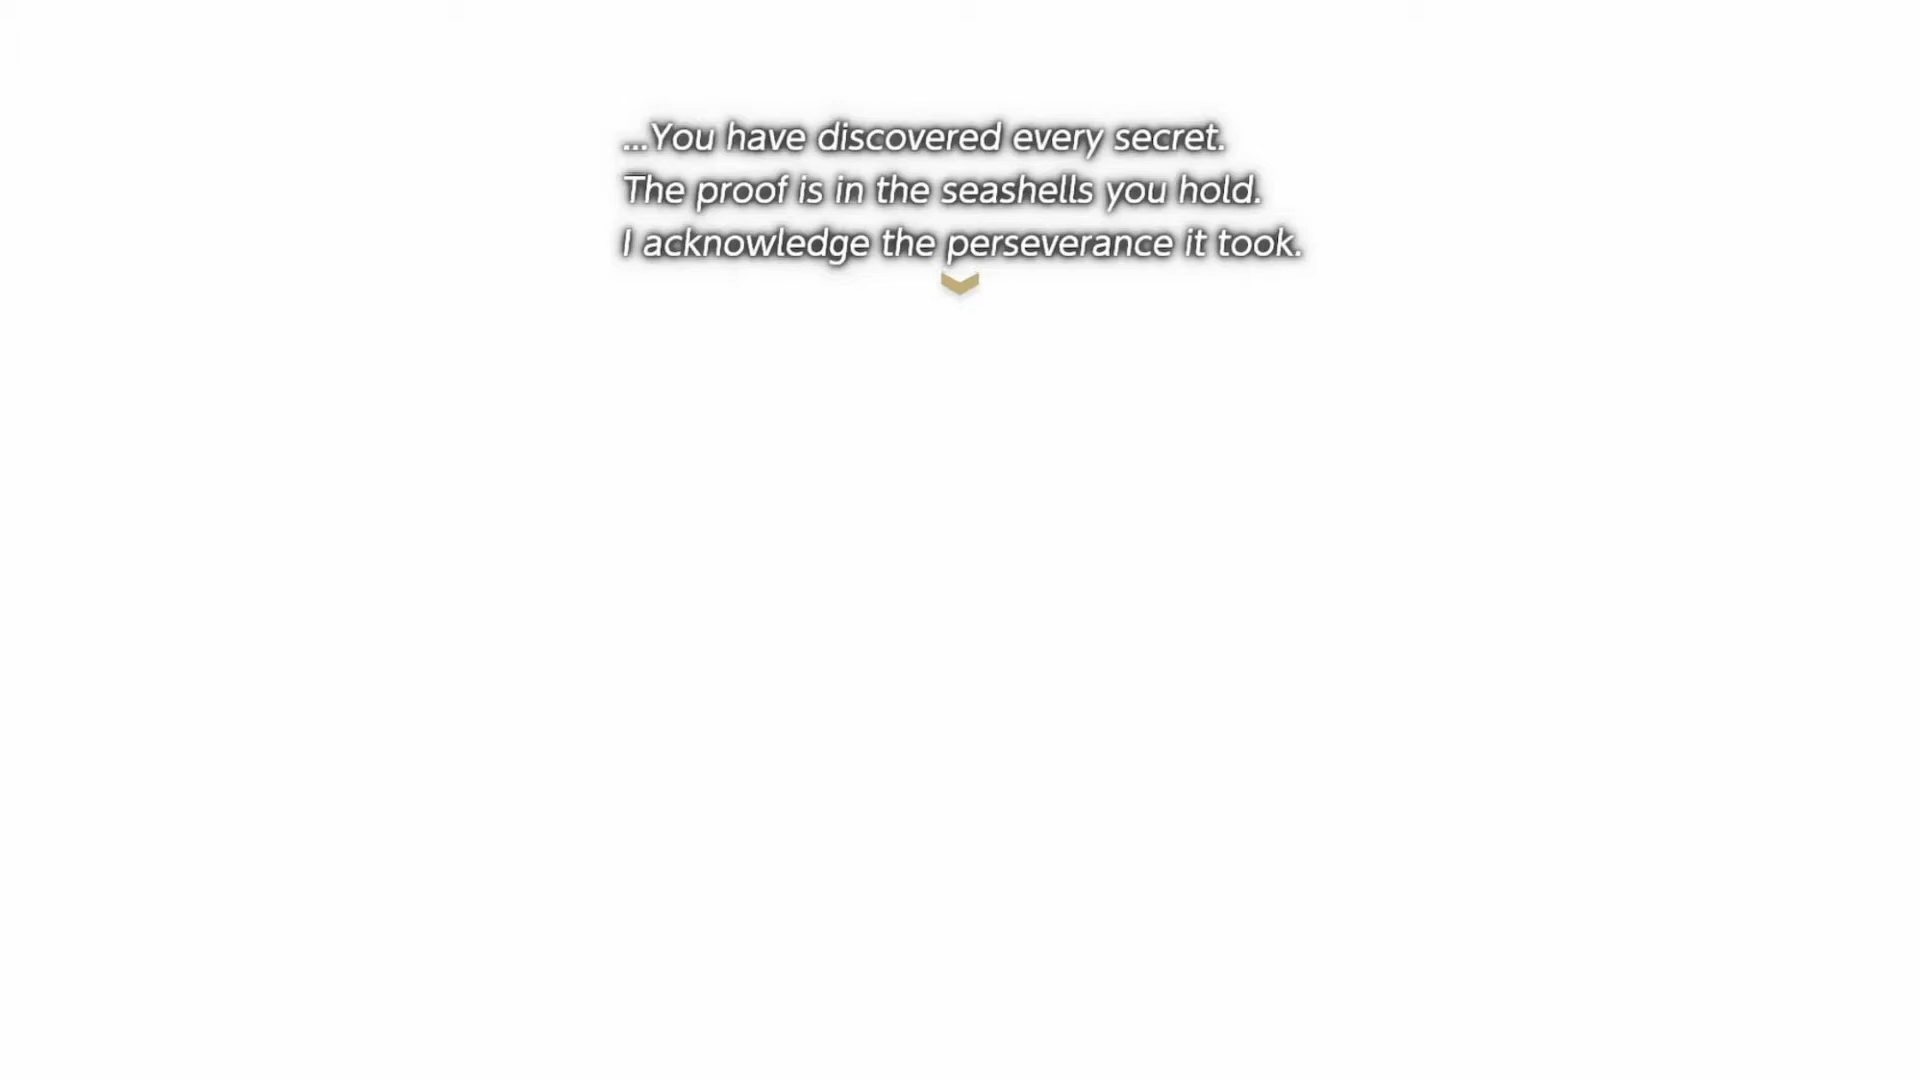 ...You have discovered every secret.
The proof is in the seashells you hold.
I acknowledge the perseverance it took.